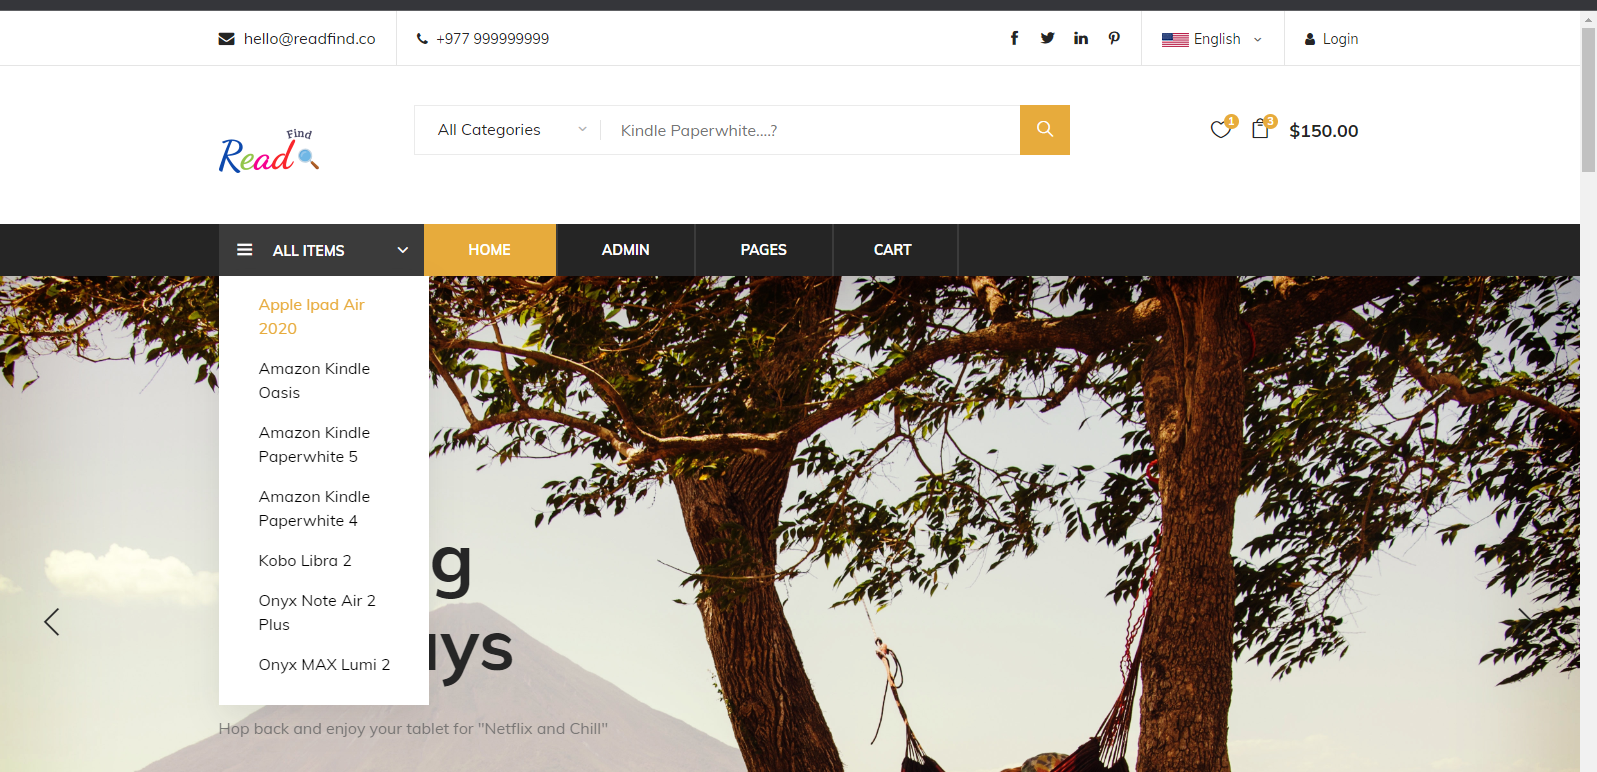 hello@readfind.co
+977 999999999
English
Login
Find
Read
All Categories
Kindle Paperwhite....?
1
3
$150.00
ALL ITEMS
HOME
ADMIN
PAGES
CART
Apple Ipad Air
2020
Amazon Kindle
Oasis
Amazon Kindle
Paperwhite 5
Amazon Kindle
Paperwhite 4
Kobo Libra 2
Onyx Note Air 2
Plus
Onyx MAX Lumi 2
Hop back and enjoy your tablet for "Netflix and Chill"